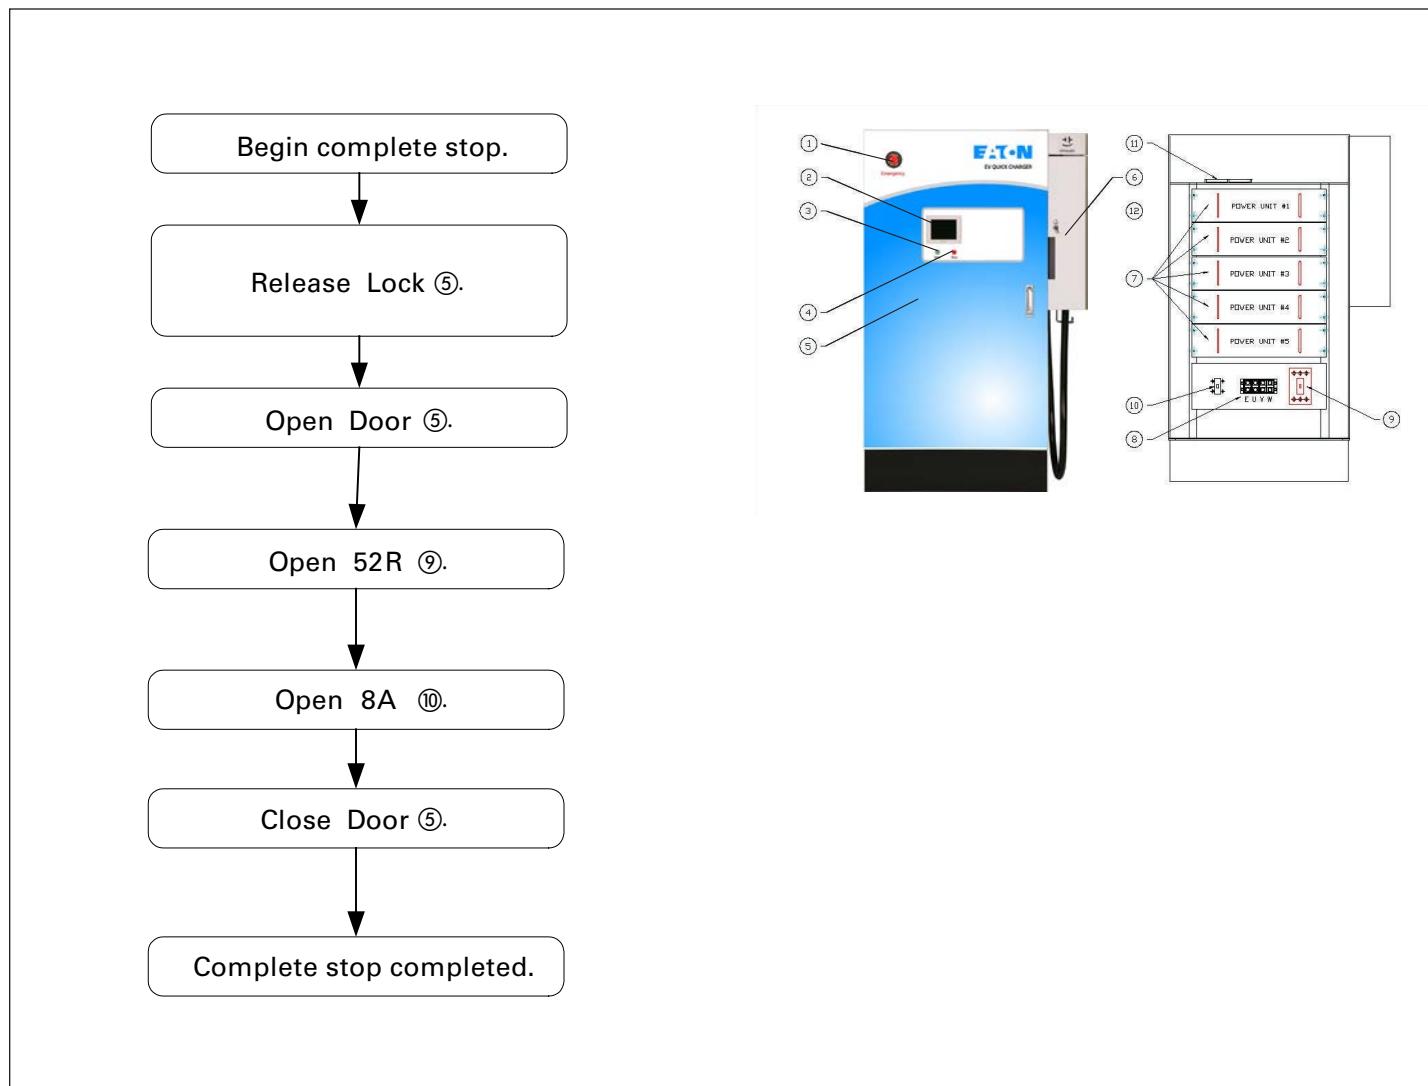 Begin complete stop.
Release Lock ⑤.
Open Door ⑤.
Open 52R ⑨.
Open 8A ⑩.
Close Door ⑤.
Complete stop completed.
①
②
③
④
⑤
Emergency
EATON
EV QUICK CHARGER
⑥
⑪
⑫
⑦
⑩
⑧
⑨
POWER UNIT #1
POWER UNIT #2
POWER UNIT #3
POWER UNIT #4
POWER UNIT #5
E U V W